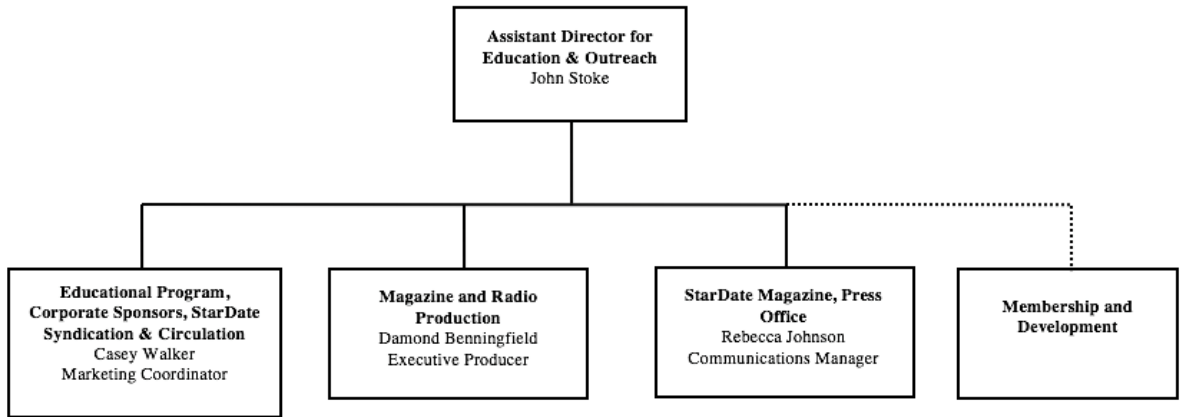 Assistant Director for
Education & Outreach
John Stoke
Educational Program,
Corporate Sponsors, StarDate
Syndication & Circulation
Casey Walker
Marketing Coordinator
Magazine and Radio
Production
Damond Benningfield
Executive Producer
StarDate Magazine, Press
Office
Rebecca Johnson
Communications Manager
Membership and
Development